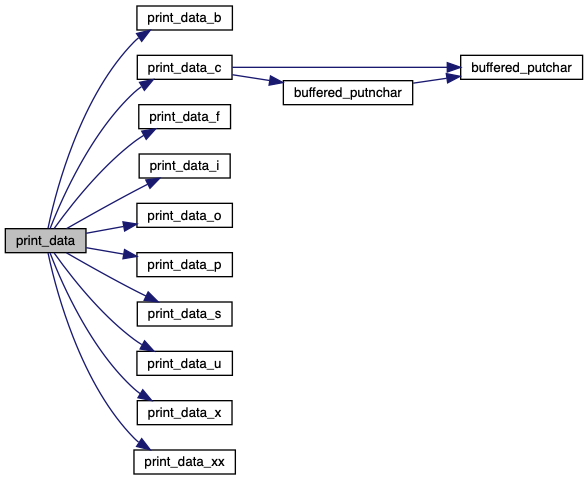 print_data_b
print_data_c
buffered_putchar
buffered_putnchar
print_data_f
print_data_i
print_data_o
print_data
print_data_p
print_data_s
print_data_u
print_data_x
print_data_xx